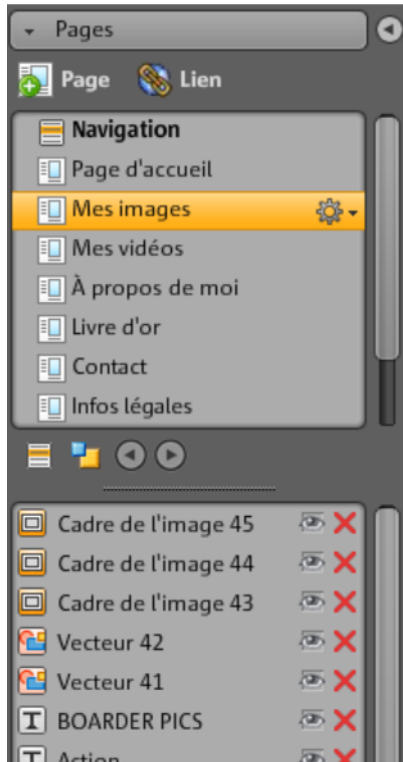 Pages
Page Lien
Navigation
Page d'accueil
Mes images
Mes vidéos
À propos de moi
Livre d'or
Contact
Infos légales
Cadre de l'image 45
Cadre de l'image 44
Cadre de l'image 43
Vecteur 42
Vecteur 41
T BOARDER PICS
T Action